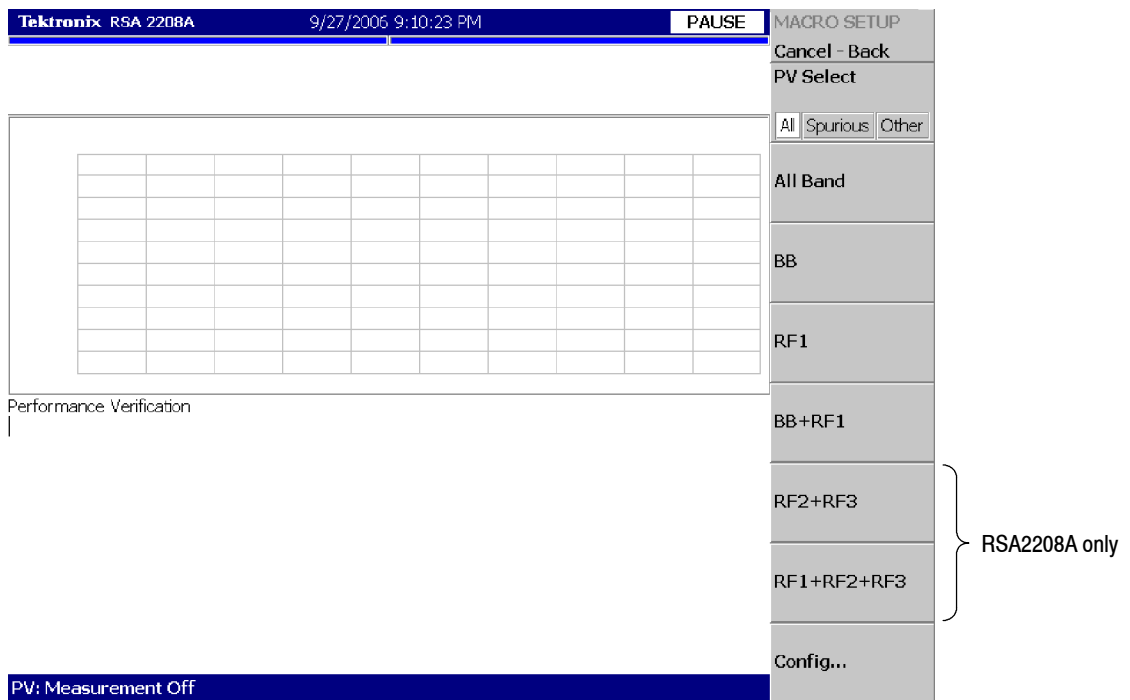 Tektronix RSA 2208A 9/27/2006 9:10:23 PM PAUSE
MACRO SETUP
Cancel - Back
PV Select
All Spurious Other
All Band
BB
RF1
BB+RF1
RF2+RF3
RF1+RF2+RF3
RSA2208A only
Config...
Performance Verification
PV: Measurement Off